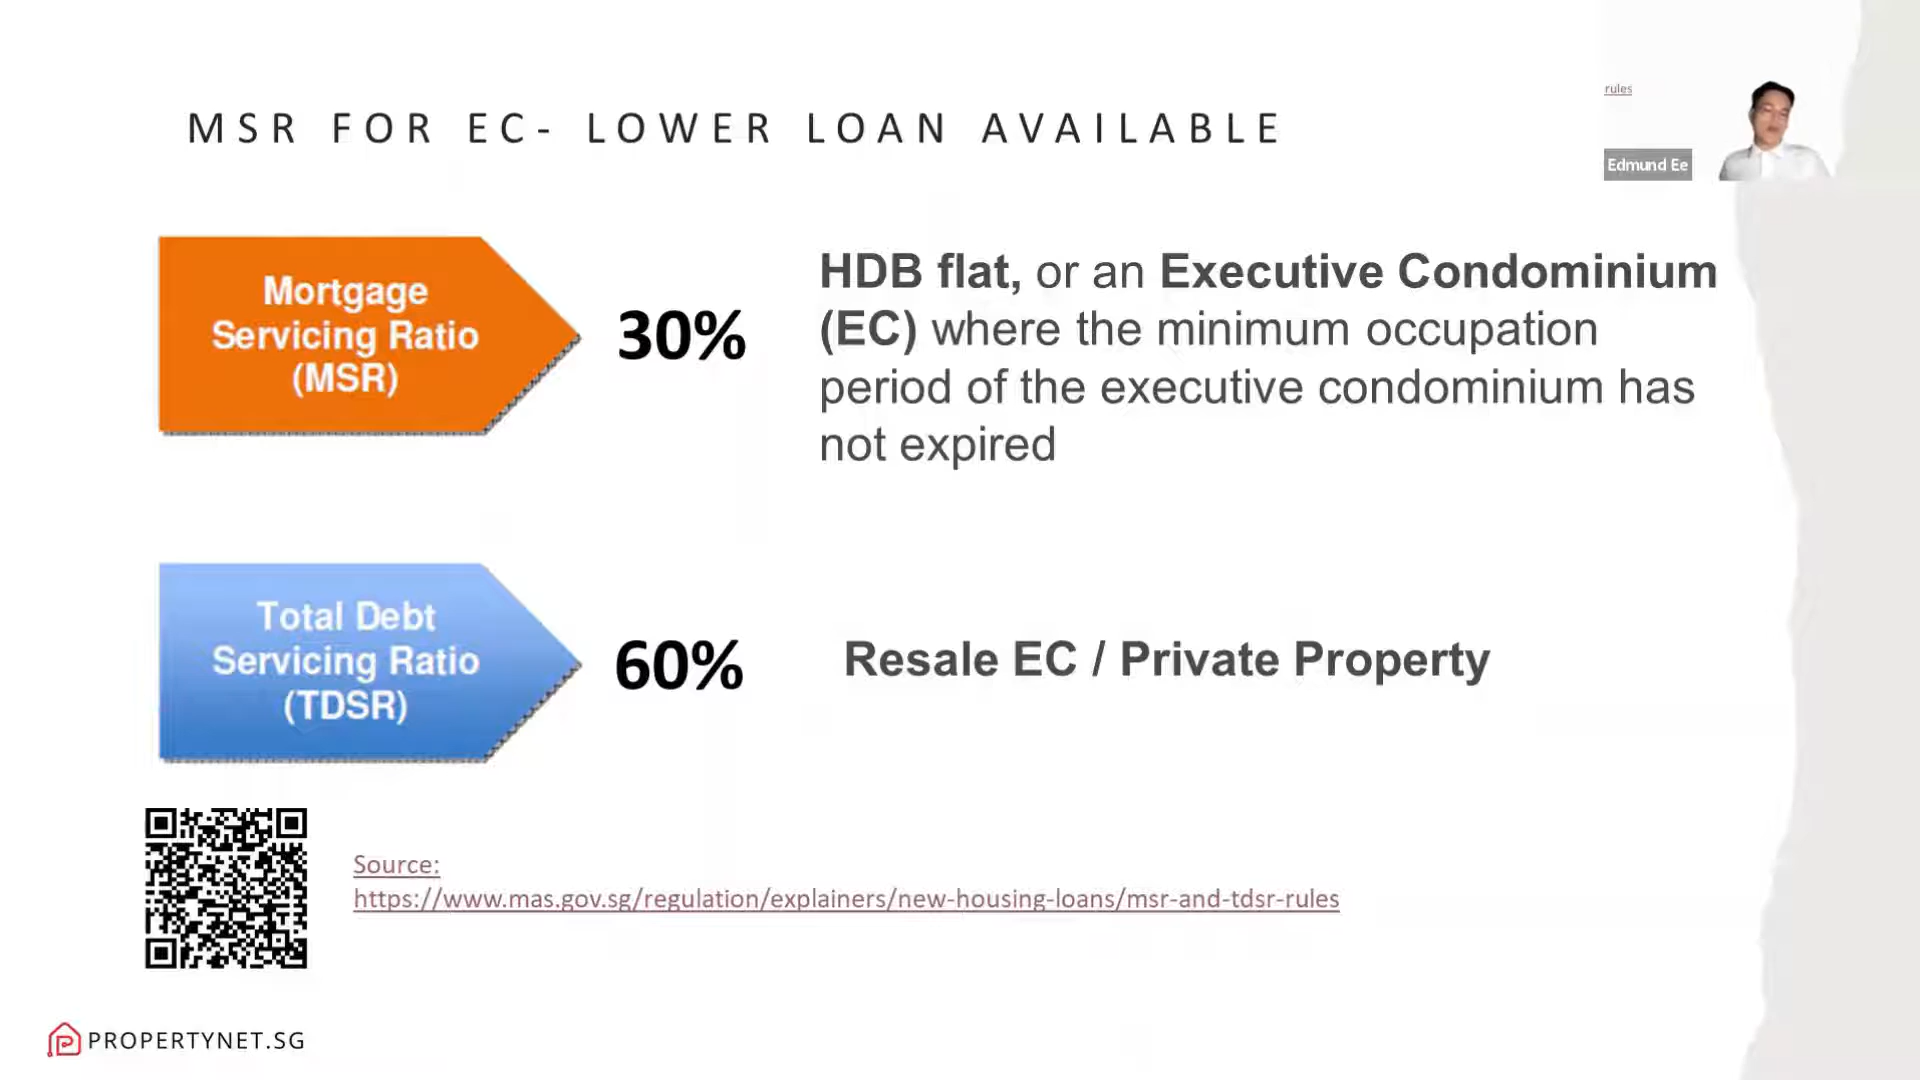 MSR FOR EC- LOWER LOAN AVAILABLE
rules
Edmund Ee
Mortgage
Servicing Ratio
(MSR)
30%
HDB flat, or an Executive Condominium
(EC) where the minimum occupation
period of the executive condominium has
not expired
Total Debt
Servicing Ratio
(TDSR)
60%
Resale EC / Private Property
Source:
https://www.mas.gov.sg/regulation/explainers/new-housing-loans/msr-and-tdsr-rules
PROPERTYNET.SG